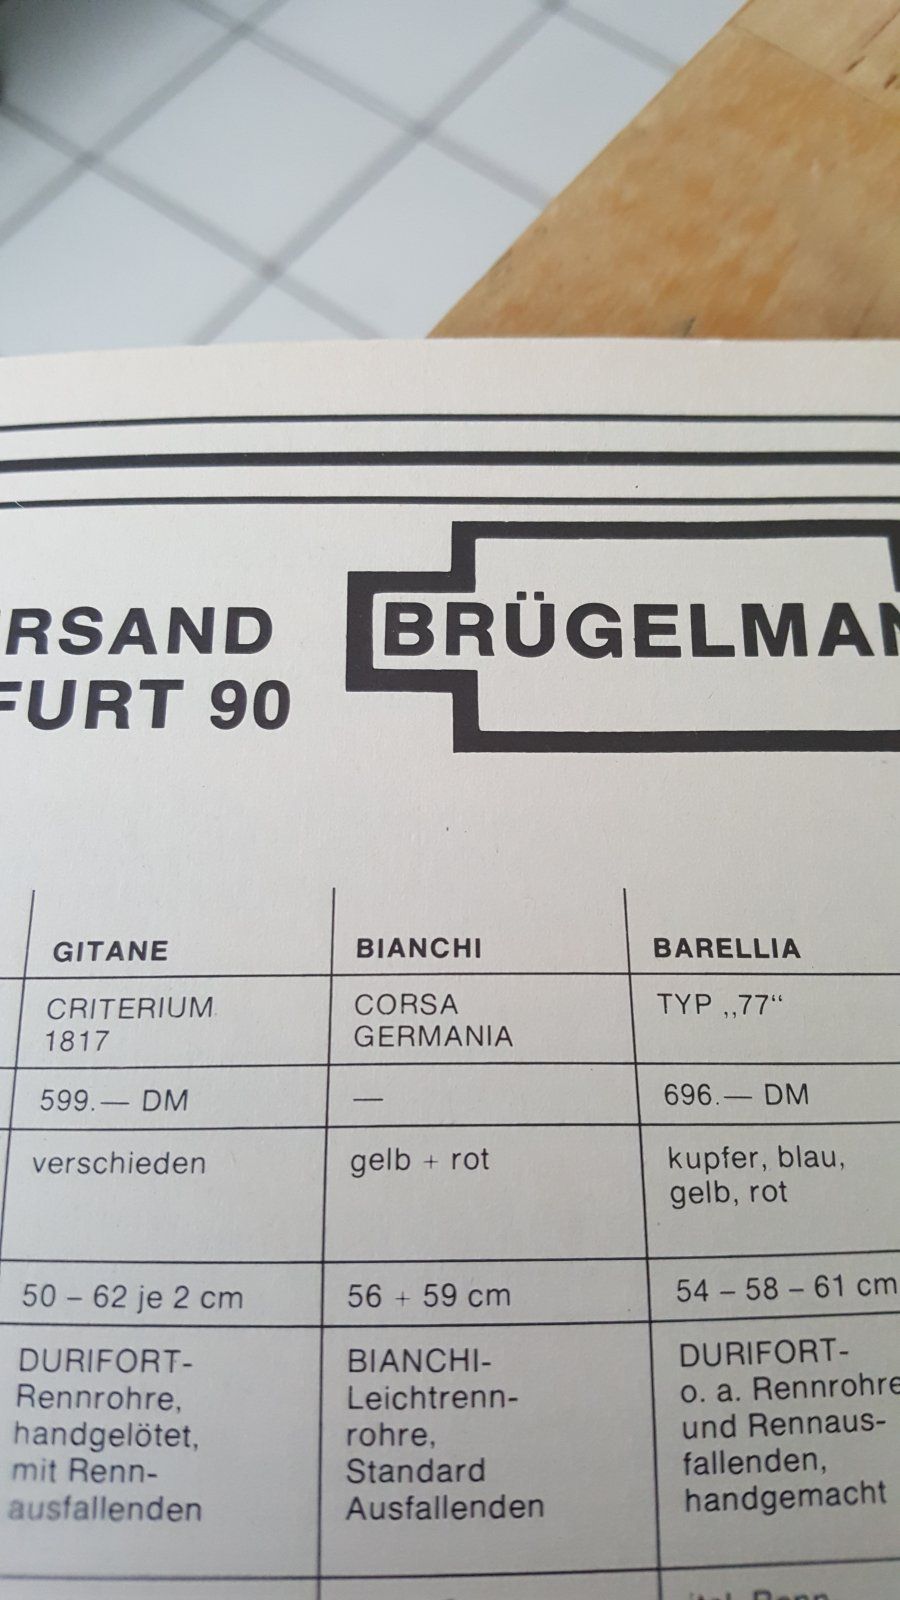 RSAND
FURT 90
BRÜGELMAN
GITANE
BIANCHI
BARELLIA
CRITERIUM
1817
CORSA
GERMANIA
TYP „77“
599.— DM
—
696.— DM
verschieden
gelb + rot
kupfer, blau,
gelb, rot
50 – 62 je 2 cm
56 + 59 cm
54 – 58 – 61 cm
DURIFORT-
Rennrohre,
handgelötet,
mit Renn-
ausfallenden
BIANCHI-
Leichtrenn-
rohre,
Standard
Ausfallenden
DURIFORT-
o. a. Rennrohre
und Rennaus-
fallenden,
handgemacht